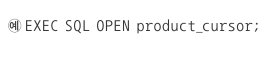 예 EXEC SQL OPEN product_cursor;